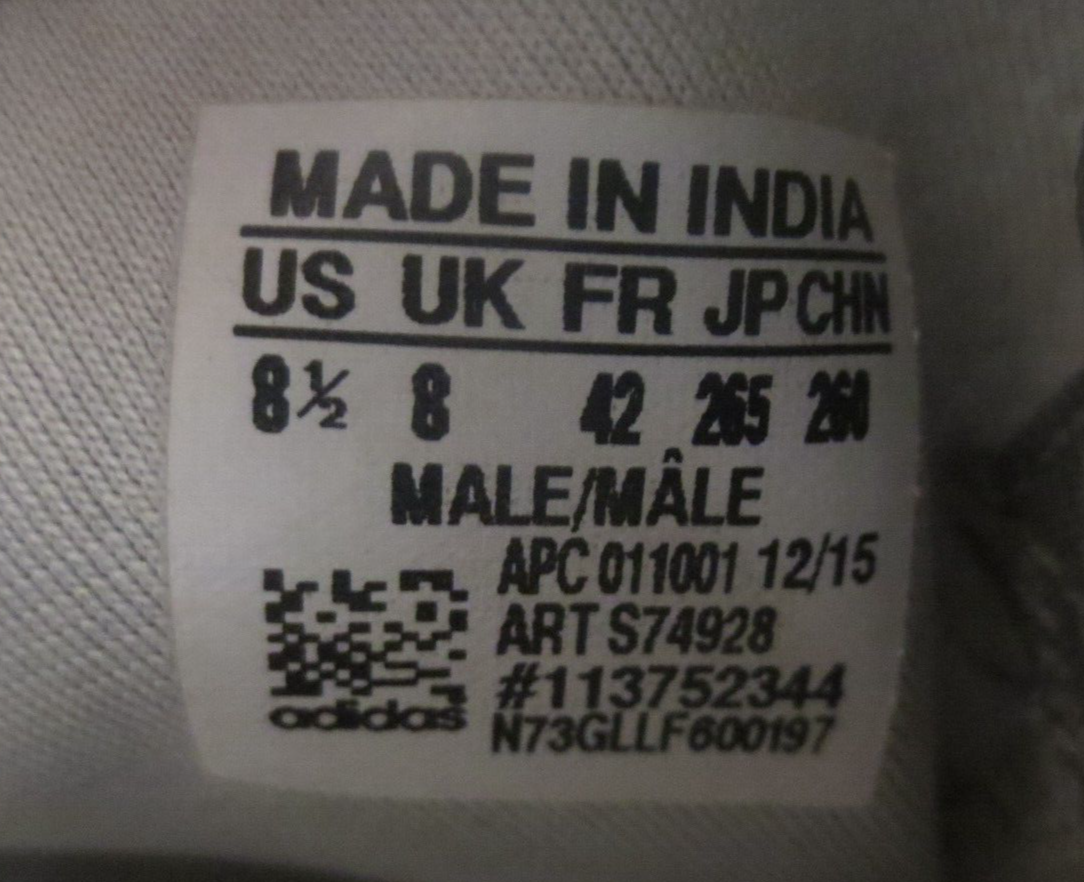 MADE IN INDIA
US UK FR JP CHN
8½ 8 42 265 260
MALE/MÂLE
APC 011001 12/15
ART S74928
#113752344
adidas
N73GLLF600197